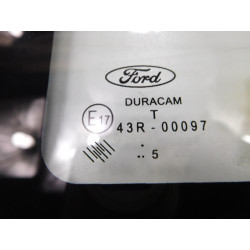 Ford
DURACAM
T
E17
43R-00097
.: 5